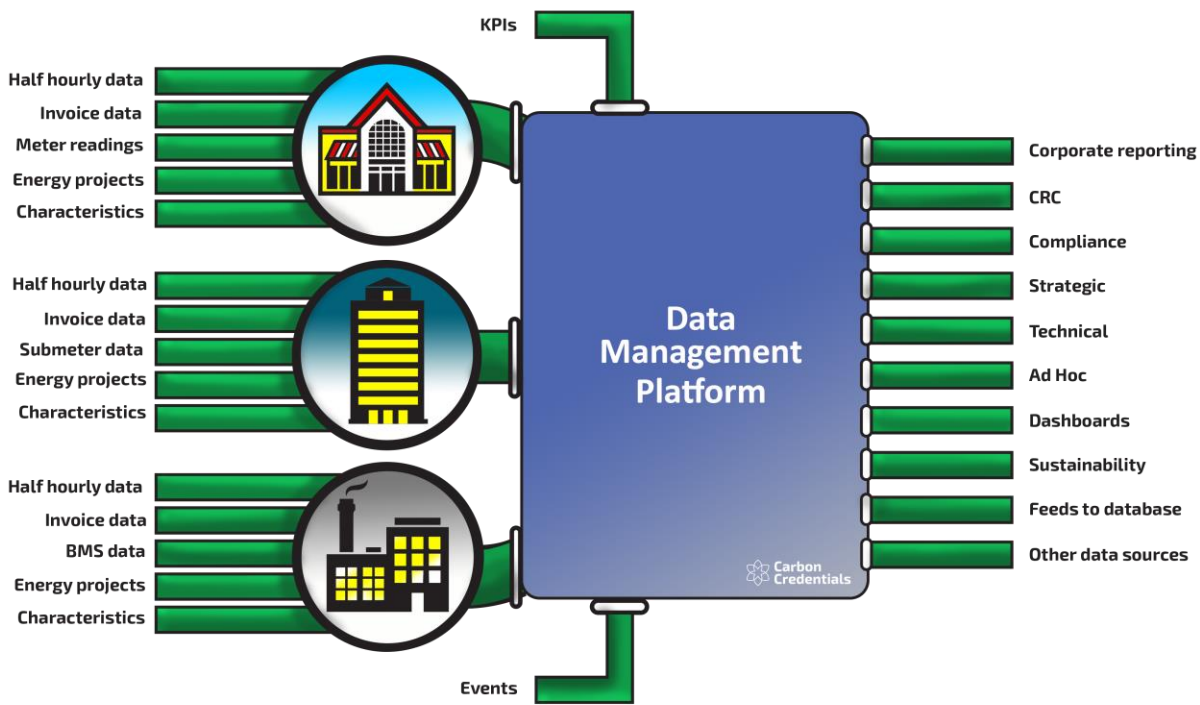 KPIs
Half hourly data
Invoice data
Meter readings
Energy projects
Characteristics
Half hourly data
Invoice data
Submeter data
Energy projects
Characteristics
Half hourly data
Invoice data
BMS data
Energy projects
Characteristics
Events
Data
Management
Platform
Carbon
Credentials
Corporate reporting
CRC
Compliance
Strategic
Technical
Ad Hoc
Dashboards
Sustainability
Feeds to database
Other data sources